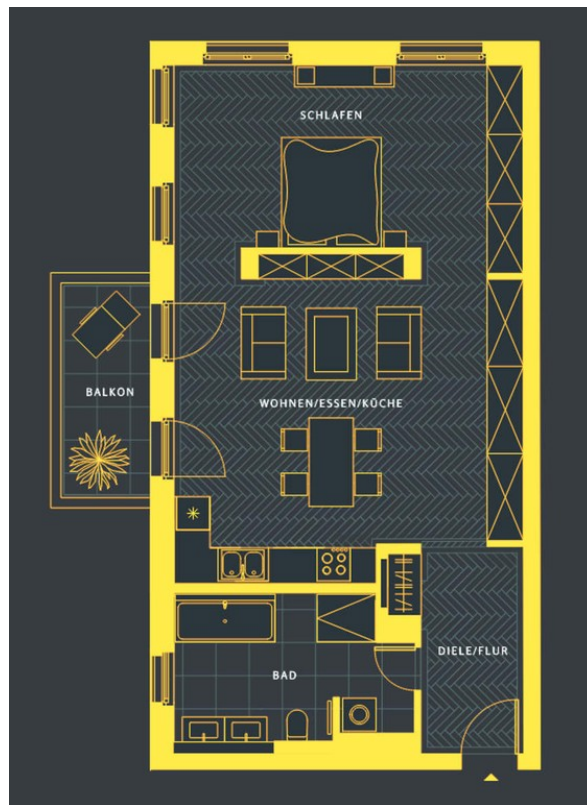 SCHLAFEN
BALKON
WOHNEN/ESSEN/KÜCHE
DIELE/FLUR
BAD